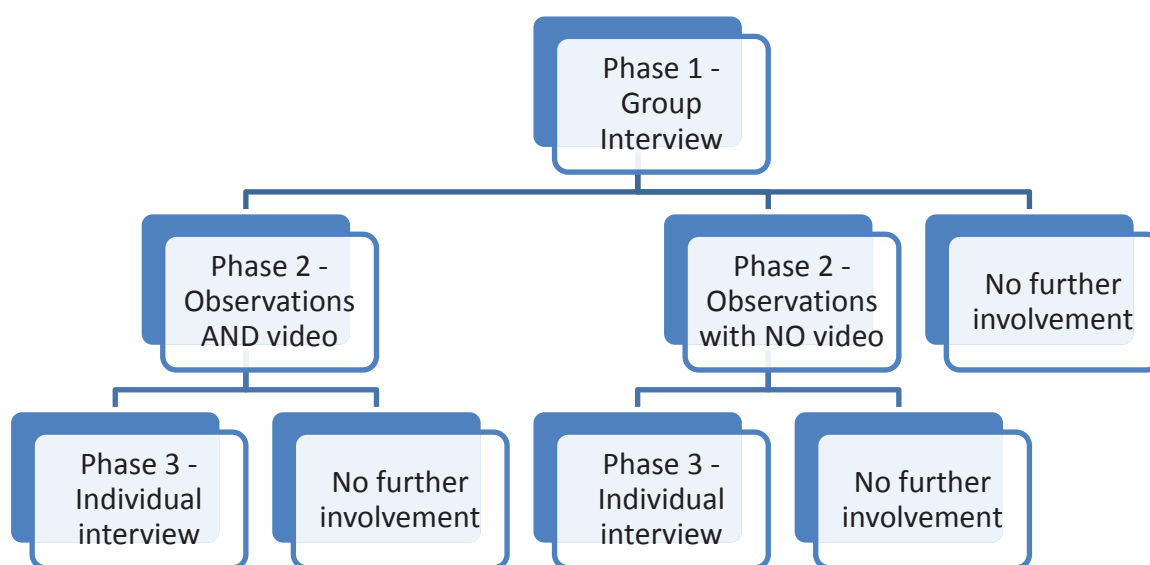 Phase 1 -
Group
Interview
Phase 2 -
Observations
AND video
Phase 2 -
Observations
with NO video
No further
involvement
Phase 3 -
Individual
interview
No further
involvement
Phase 3 -
Individual
interview
No further
involvement